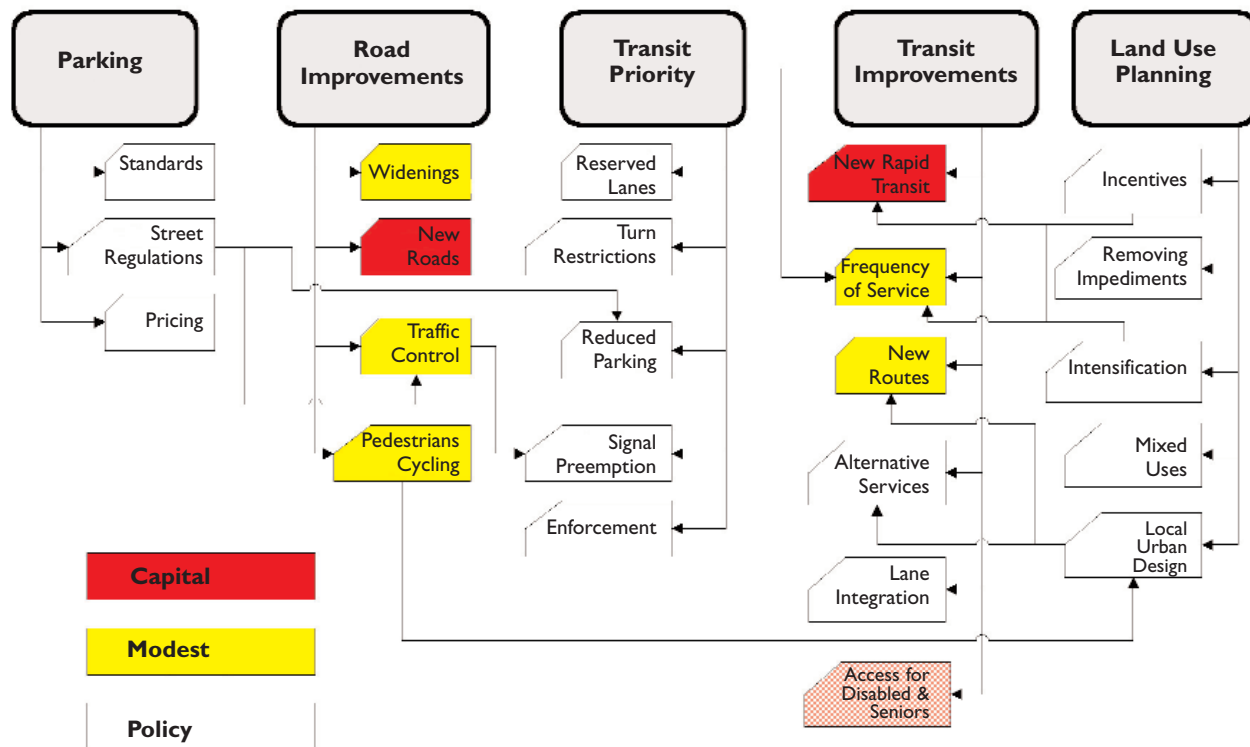 Parking
Road
Improvements
Transit
Priority
Transit
Improvements
Land Use
Planning
Standards
Street
Regulations
Pricing
Widenings
New
Roads
Traffic
Control
Pedestrians
Cycling
Reserved
Lanes
Turn
Restrictions
Reduced
Parking
Signal
Preemption
Enforcement
New Rapid
Transit
Frequency
of Service
New
Routes
Alternative
Services
Lane
Integration
Access for
Disabled &
Seniors
Incentives
Removing
Impediments
Intensification
Mixed
Uses
Local
Urban
Design
Capital
Modest
Policy